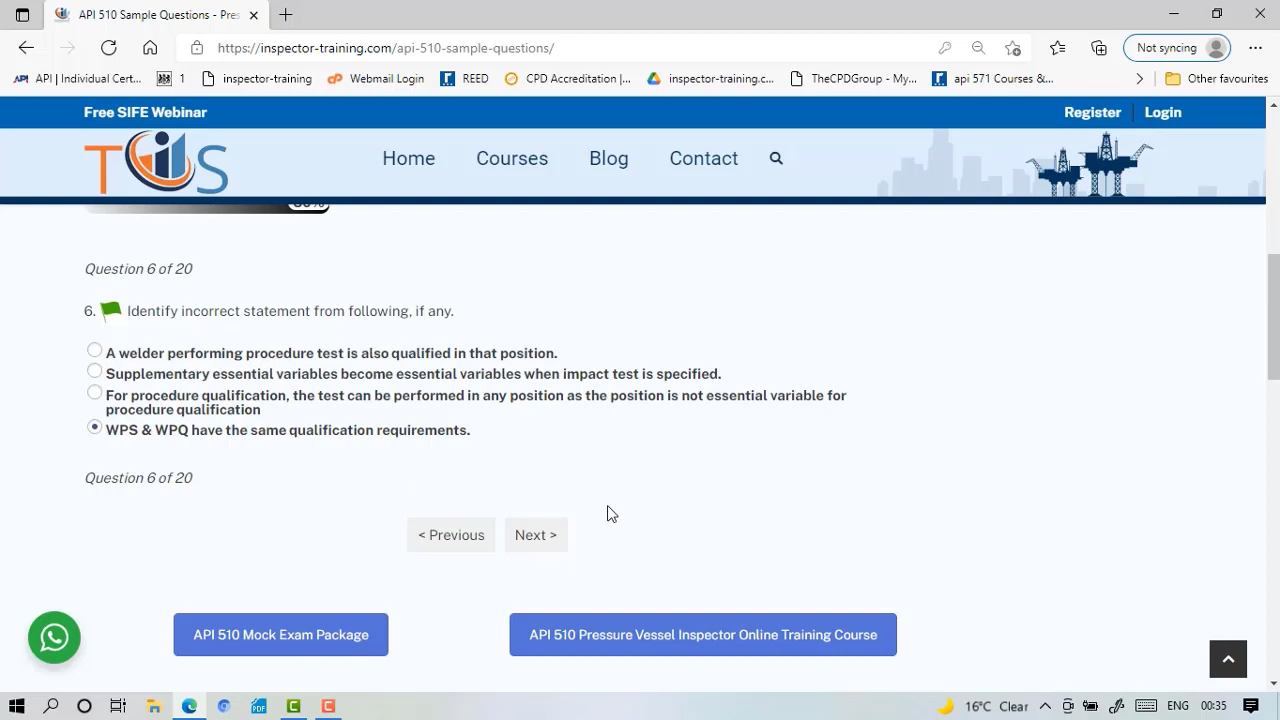 API 510 Sample Questions - Pres
https://inspector-training.com/api-510-sample-questions/
Not syncing
API | Individual Cert...
1
inspector-training
Webmail Login
REED
CPD Accreditation |...
inspector-training.c...
TheCPDGroup - My...
api 571 Courses &...
Other favourites
Free SIFE Webinar
Register
Login
TIS
Home
Courses
Blog
Contact
Question 6 of 20
6. Identify incorrect statement from following, if any.
A welder performing procedure test is also qualified in that position.
Supplementary essential variables become essential variables when impact test is specified.
For procedure qualification, the test can be performed in any position as the position is not essential variable for
procedure qualification
WPS & WPQ have the same qualification requirements.
Question 6 of 20
< Previous
Next >
API 510 Mock Exam Package
API 510 Pressure Vessel Inspector Online Training Course
16°C Clear
ENG
00:35